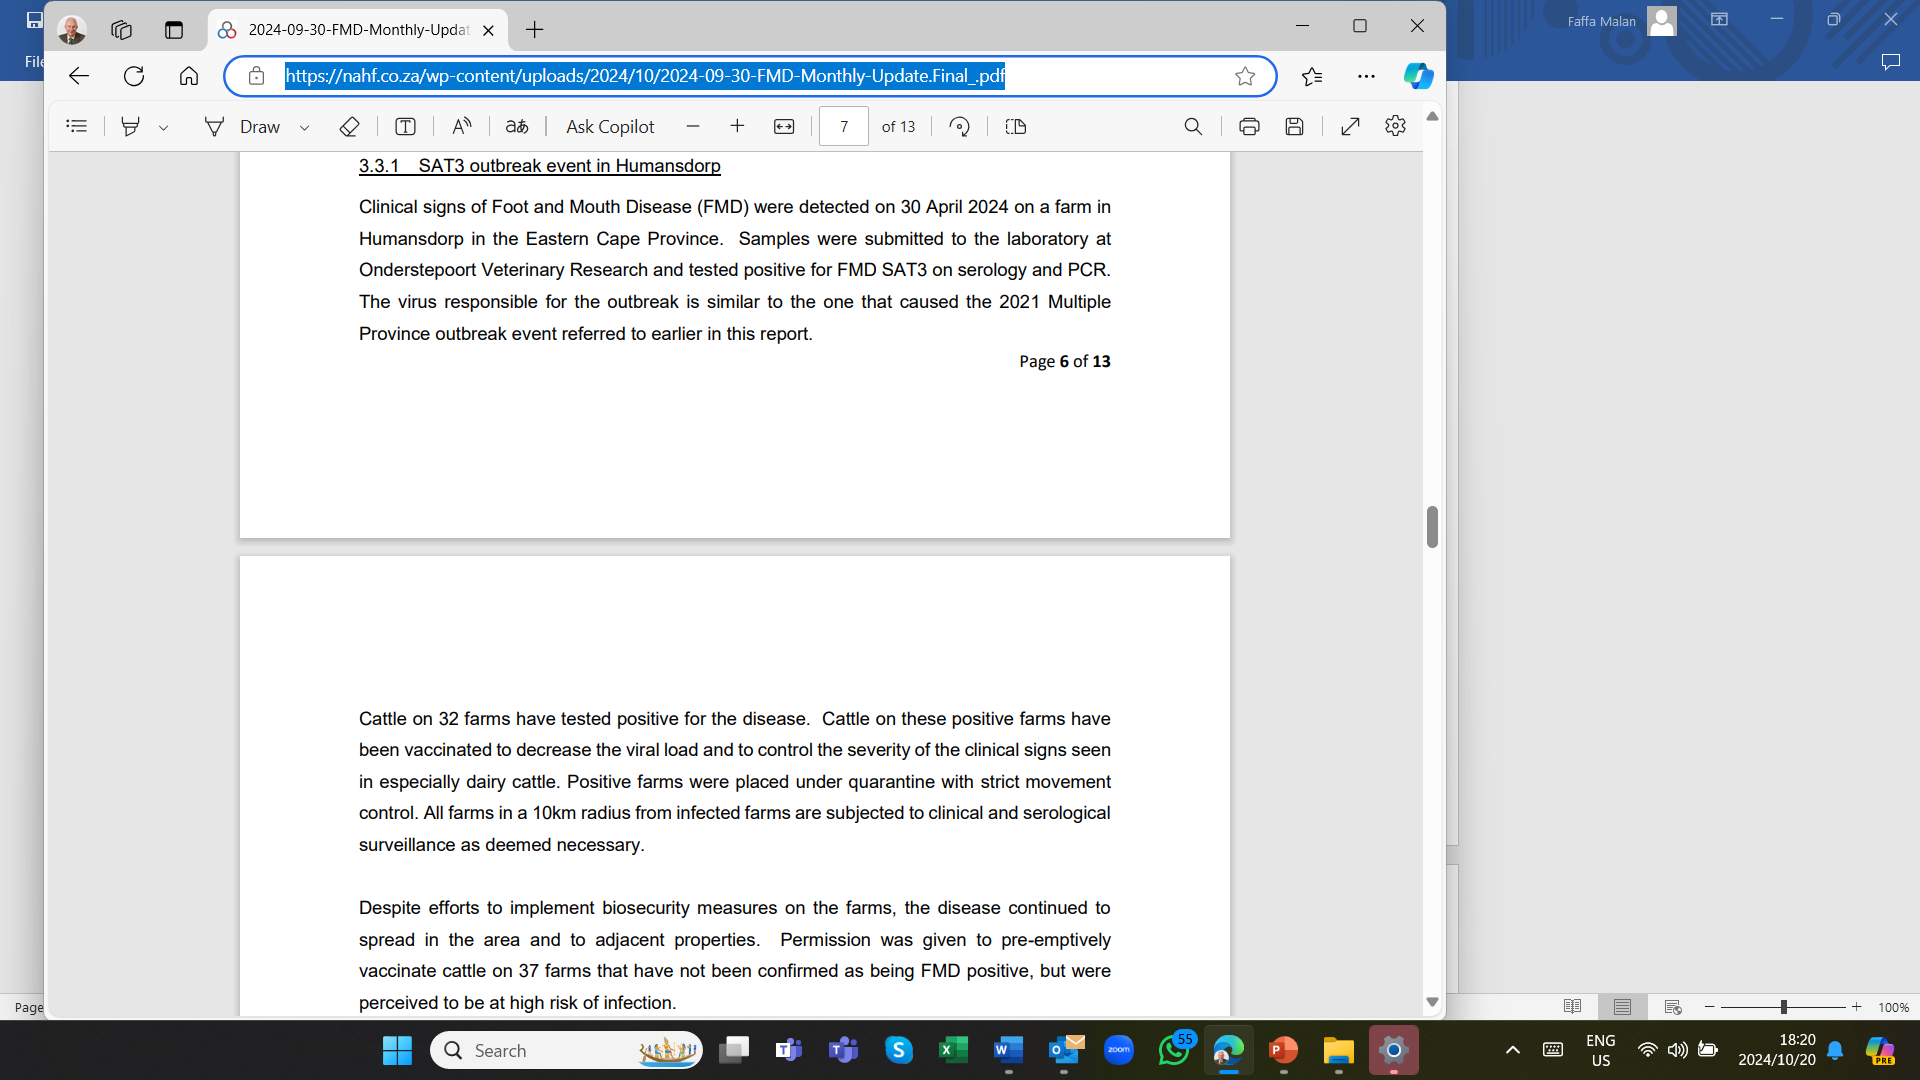 2024-09-30-FMD-Monthly-Updat
Faffa Malan
File
https://nahf.co.za/wp-content/uploads/2024/10/2024-09-30-FMD-Monthly-Update.Final_.pdf
Draw
aあ
Ask Copilot
7
of 13
3.3.1 SAT3 outbreak event in Humansdorp
Clinical signs of Foot and Mouth Disease (FMD) were detected on 30 April 2024 on a farm in
Humansdorp in the Eastern Cape Province. Samples were submitted to the laboratory at
Onderstepoort Veterinary Research and tested positive for FMD SAT3 on serology and PCR.
The virus responsible for the outbreak is similar to the one that caused the 2021 Multiple
Province outbreak event referred to earlier in this report.
Page 6 of 13
Cattle on 32 farms have tested positive for the disease. Cattle on these positive farms have
been vaccinated to decrease the viral load and to control the severity of the clinical signs seen
in especially dairy cattle. Positive farms were placed under quarantine with strict movement
control. All farms in a 10km radius from infected farms are subjected to clinical and serological
surveillance as deemed necessary.
Despite efforts to implement biosecurity measures on the farms, the disease continued to
spread in the area and to adjacent properties. Permission was given to pre-emptively
vaccinate cattle on 37 farms that have not been confirmed as being FMD positive, but were
perceived to be at high risk of infection.
Page
100%
Search
zoom
55
ENG
US
18:20
2024/10/20
PRE